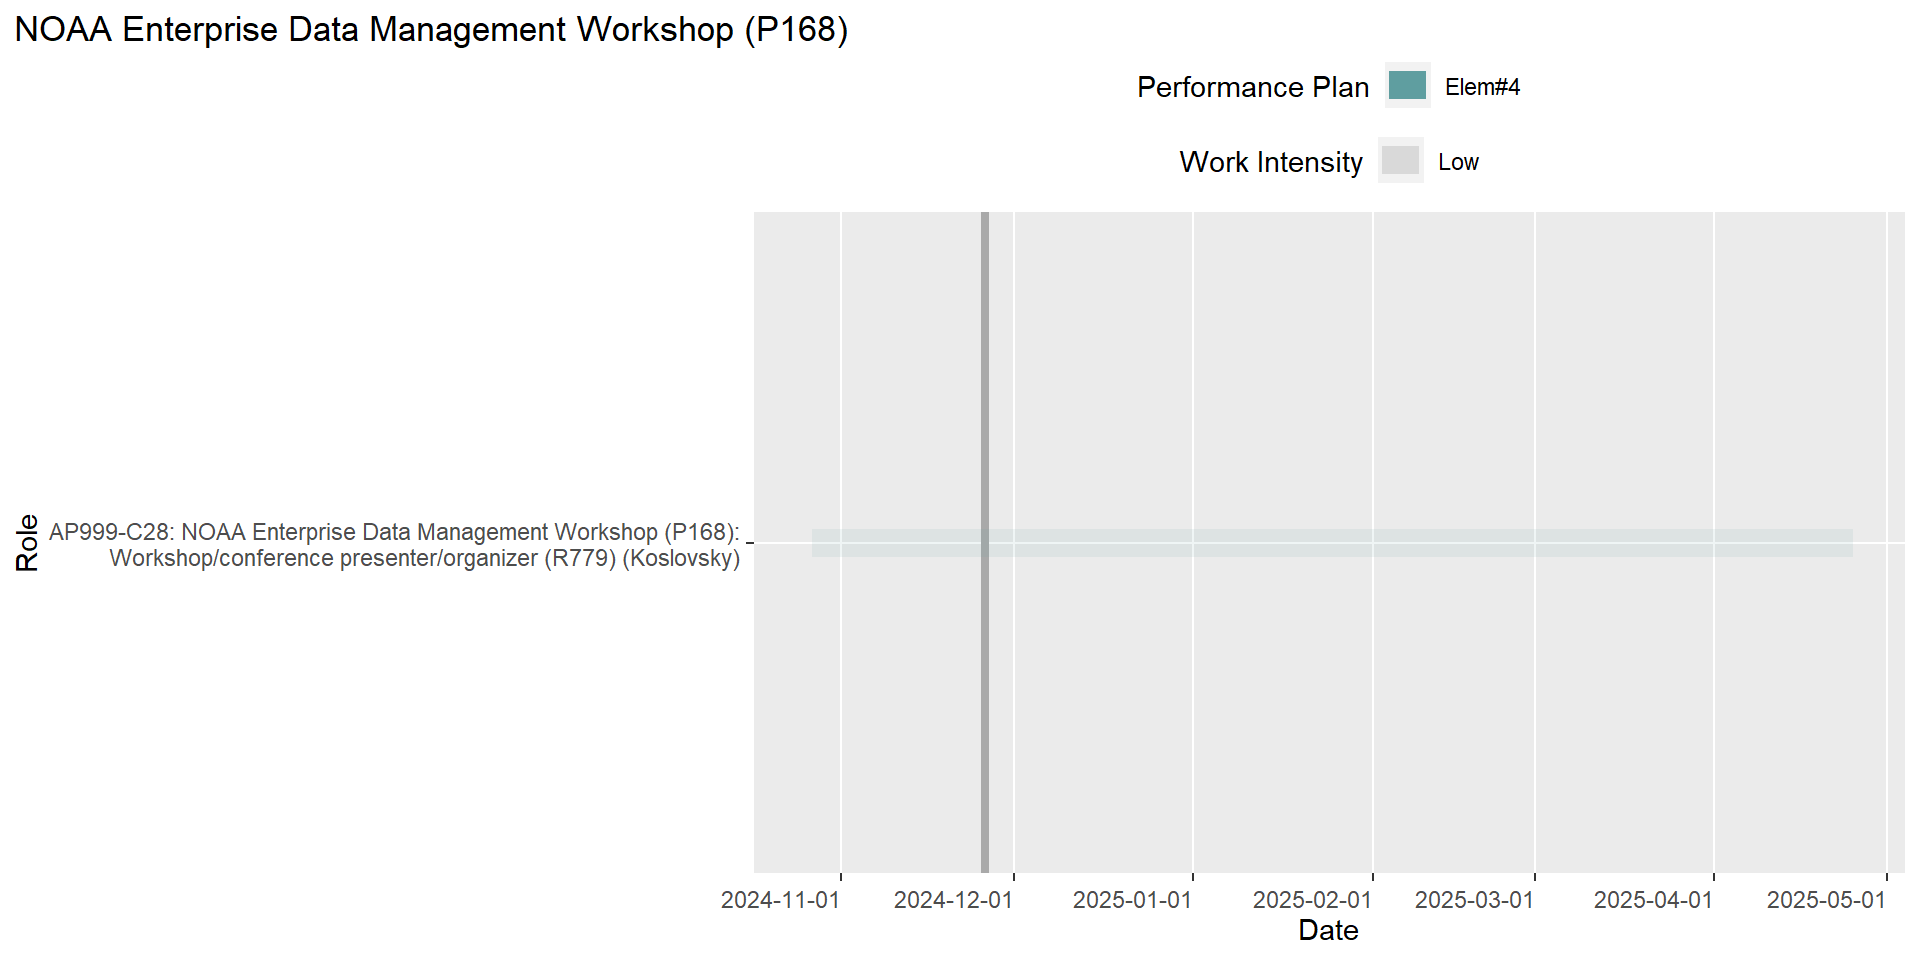 NOAA Enterprise Data Management Workshop (P168)
Performance Plan Elem#4
Work Intensity Low
Role
AP999-C28: NOAA Enterprise Data Management Workshop (P168):
Workshop/conference presenter/organizer (R779) (Koslovsky)
2024-11-01 2024-12-01 2025-01-01 2025-02-01 2025-03-01 2025-04-01 2025-05-01
Date